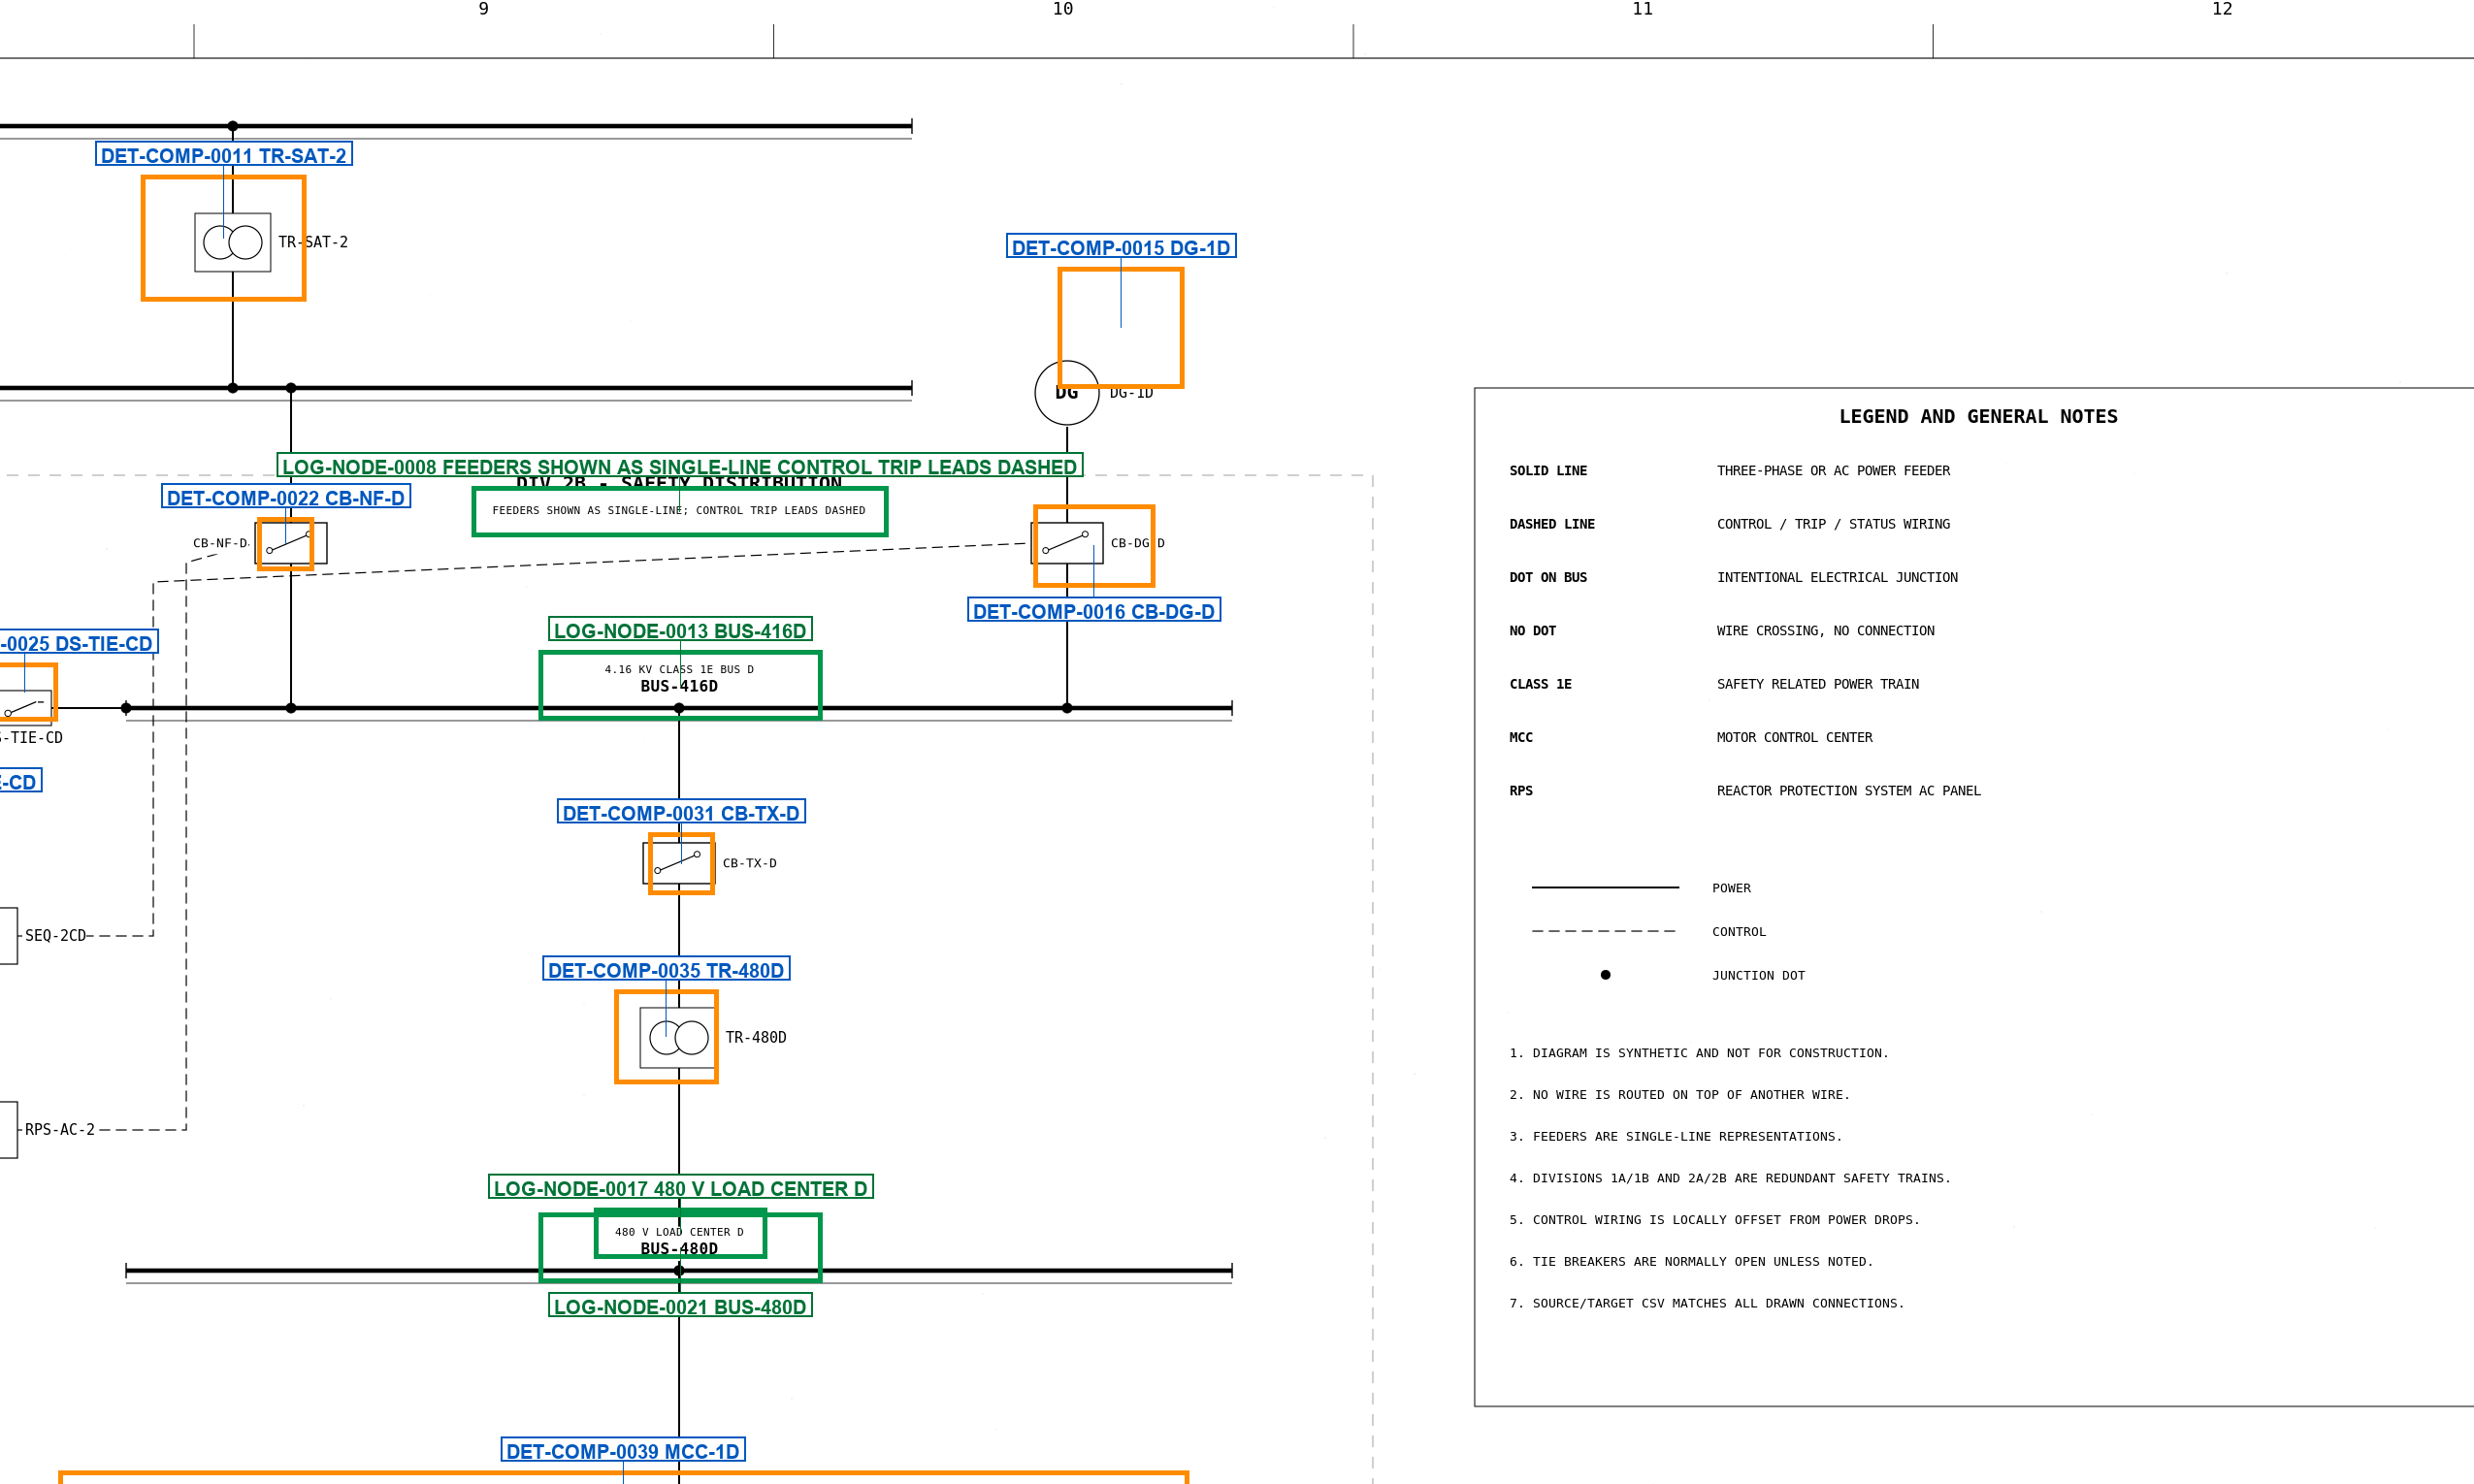 9
10
11
12
DET-COMP-0011 TR-SAT-2
TR-SAT-2
DET-COMP-0015 DG-1D
DG
DG-1D
LOG-NODE-0008 FEEDERS SHOWN AS SINGLE-LINE CONTROL TRIP LEADS DASHED
DIV 2B - SAFETY DISTRIBUTION
FEEDERS SHOWN AS SINGLE-LINE; CONTROL TRIP LEADS DASHED
DET-COMP-0022 CB-NF-D
CB-NF-D
CB-DG-D
DET-COMP-0016 CB-DG-D
LOG-NODE-0013 BUS-416D
4.16 KV CLASS 1E BUS D
BUS-416D
-0025 DS-TIE-CD
S-TIE-CD
E-CD
DET-COMP-0031 CB-TX-D
CB-TX-D
SEQ-2CD
DET-COMP-0035 TR-480D
TR-480D
RPS-AC-2
LOG-NODE-0017 480 V LOAD CENTER D
480 V LOAD CENTER D
BUS-480D
LOG-NODE-0021 BUS-480D
DET-COMP-0039 MCC-1D
LEGEND AND GENERAL NOTES
SOLID LINE THREE-PHASE OR AC POWER FEEDER
DASHED LINE CONTROL / TRIP / STATUS WIRING
DOT ON BUS INTENTIONAL ELECTRICAL JUNCTION
NO DOT WIRE CROSSING, NO CONNECTION
CLASS 1E SAFETY RELATED POWER TRAIN
MCC MOTOR CONTROL CENTER
RPS REACTOR PROTECTION SYSTEM AC PANEL
POWER
CONTROL
JUNCTION DOT
1. DIAGRAM IS SYNTHETIC AND NOT FOR CONSTRUCTION.
2. NO WIRE IS ROUTED ON TOP OF ANOTHER WIRE.
3. FEEDERS ARE SINGLE-LINE REPRESENTATIONS.
4. DIVISIONS 1A/1B AND 2A/2B ARE REDUNDANT SAFETY TRAINS.
5. CONTROL WIRING IS LOCALLY OFFSET FROM POWER DROPS.
6. TIE BREAKERS ARE NORMALLY OPEN UNLESS NOTED.
7. SOURCE/TARGET CSV MATCHES ALL DRAWN CONNECTIONS.